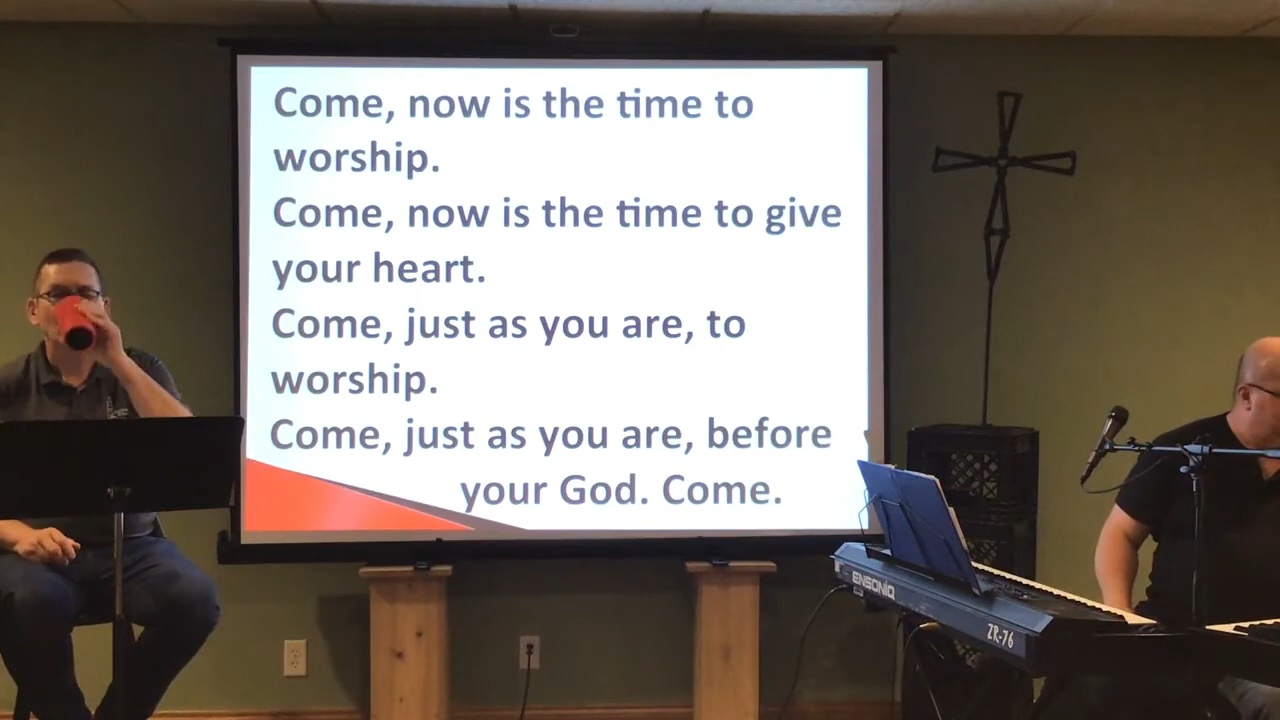 Come, now is the time to
worship.
Come, now is the time to give
your heart.
Come, just as you are, to
worship.
Come, just as you are, before
your God. Come.
ENSONIQ
ZR-76